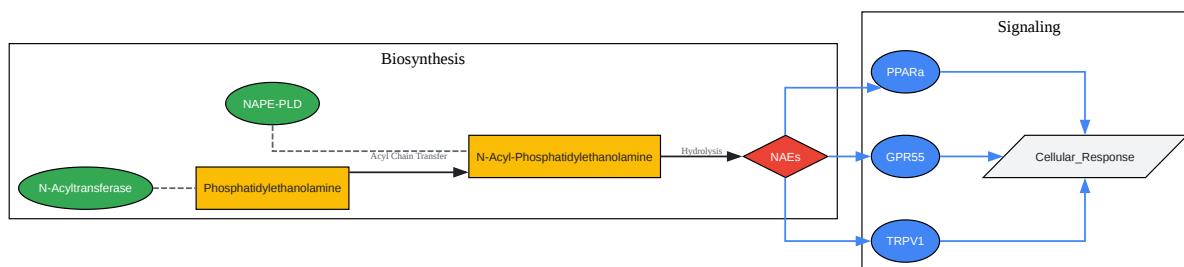 Signaling
Biosynthesis
PPARa
NAPE-PLD
Acyl Chain Transfer
N-Acyl-Phosphatidylethanolamine
Hydrolysis
NAEs
GPR55
Cellular_Response
N-Acyltransferase
Phosphatidylethanolamine
TRPV1